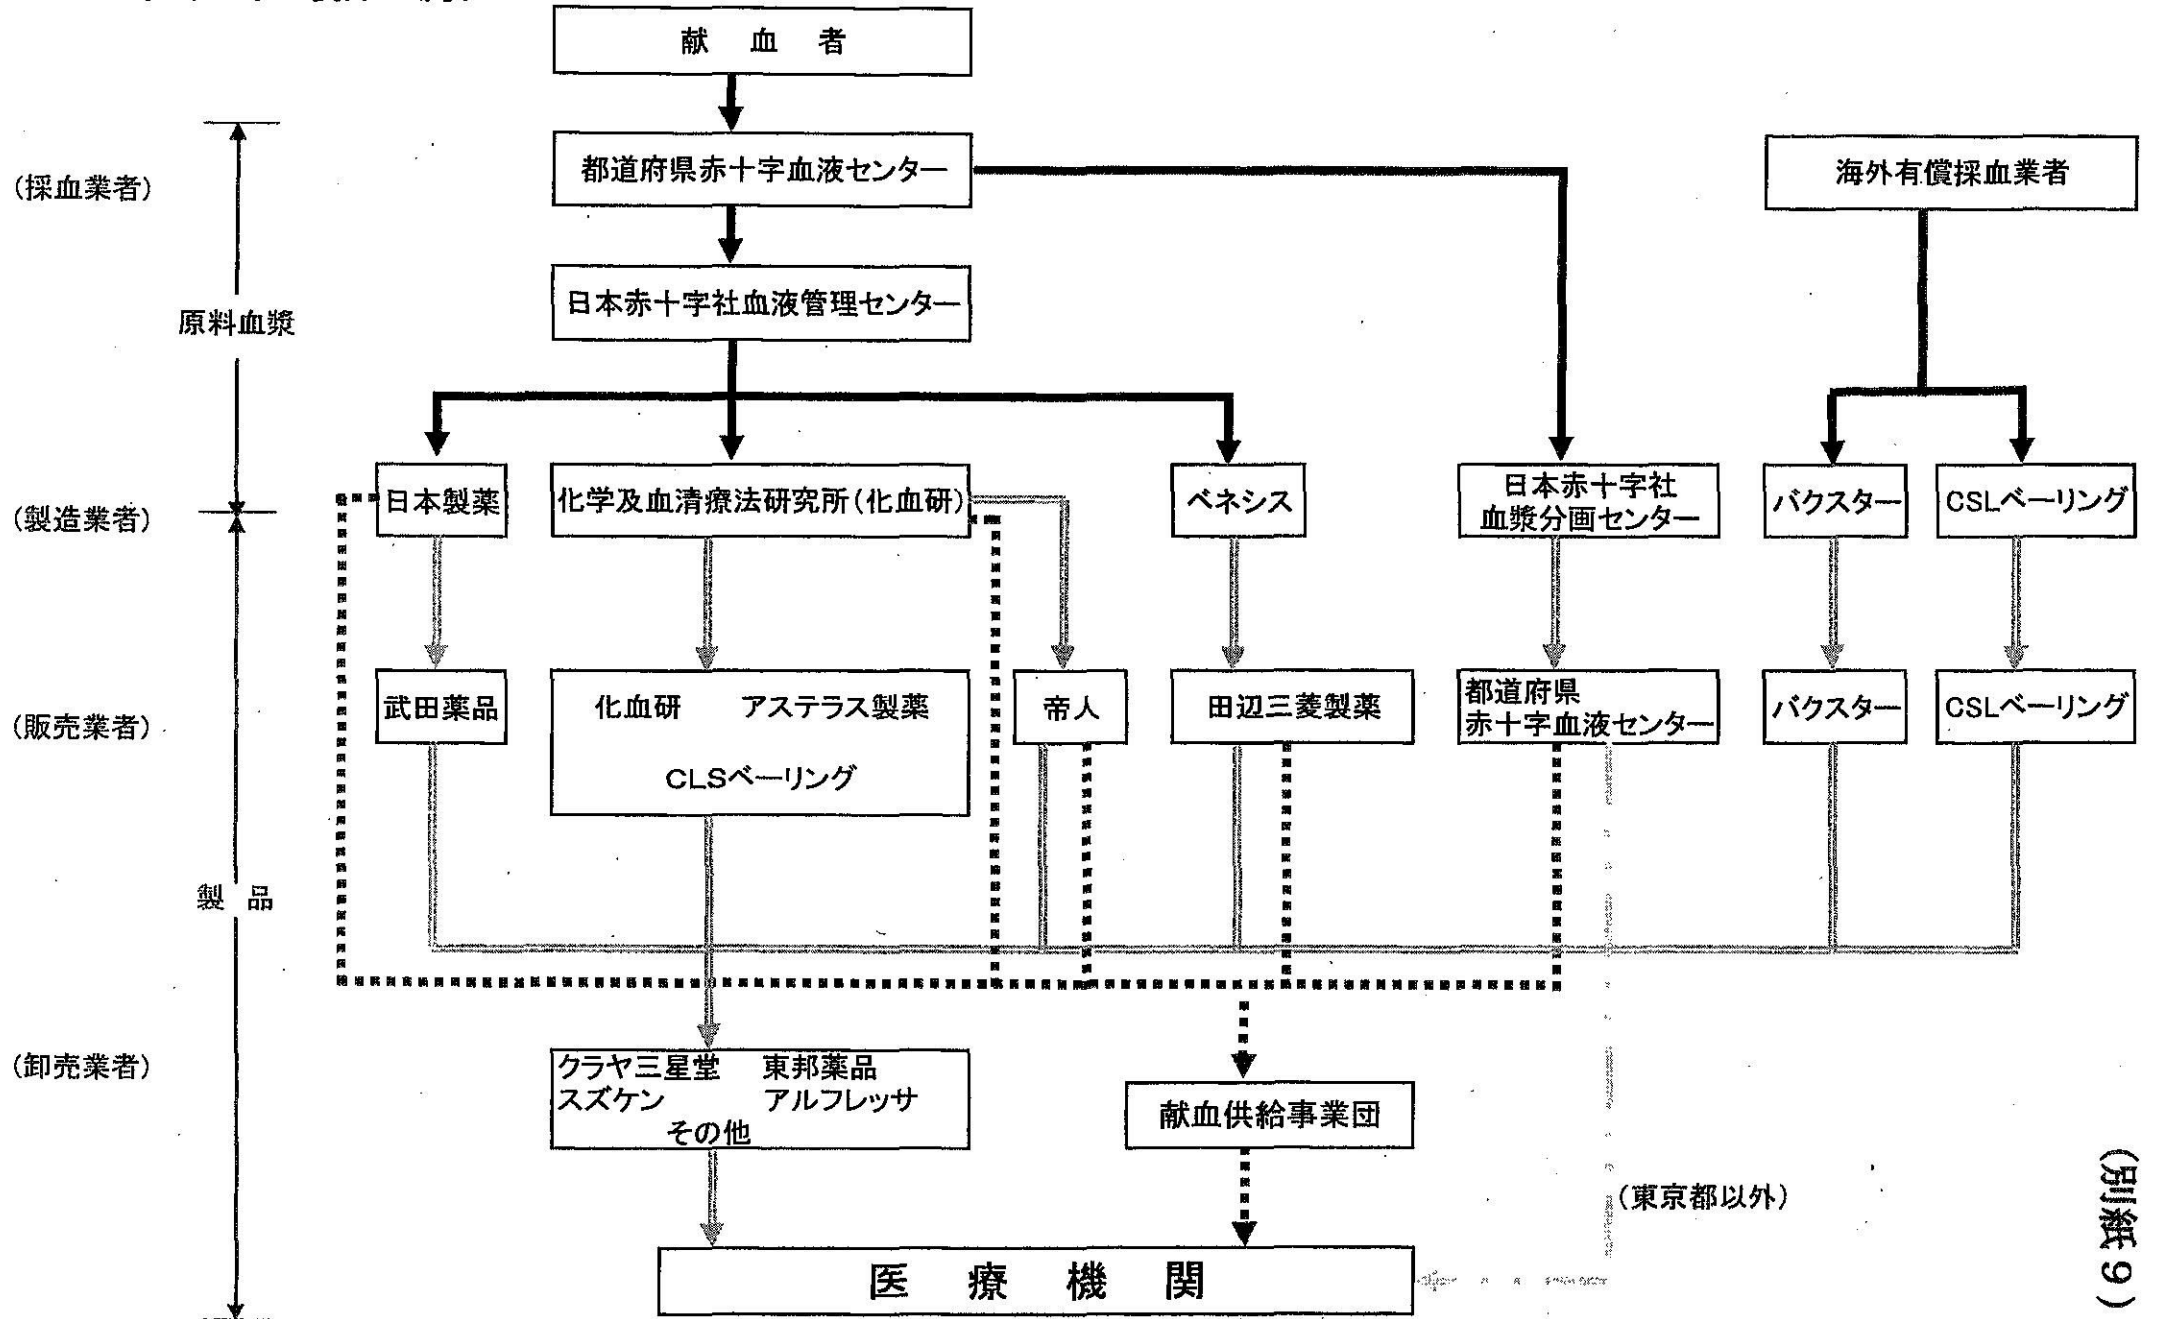 献 血 者
(採血業者)
都道府県赤十字血液センター
海外有償採血業者
日本赤十字社血液管理センター
原料血漿
(製造業者)
日本製薬
化学及血清療法研究所(化血研)
ベネシス
日本赤十字社
血漿分画センター
バクスター
CSLベーリング
(販売業者)
武田薬品
化血研 アステラス製薬
CLSベーリング
帝人
田辺三菱製薬
都道府県
赤十字血液センター
バクスター
CSLベーリング
製 品
(卸売業者)
クラヤ三星堂 東邦薬品
スズケン アルフレッサ
その他
献血供給事業団
(東京都以外)
医 療 機 関
(別紙9)